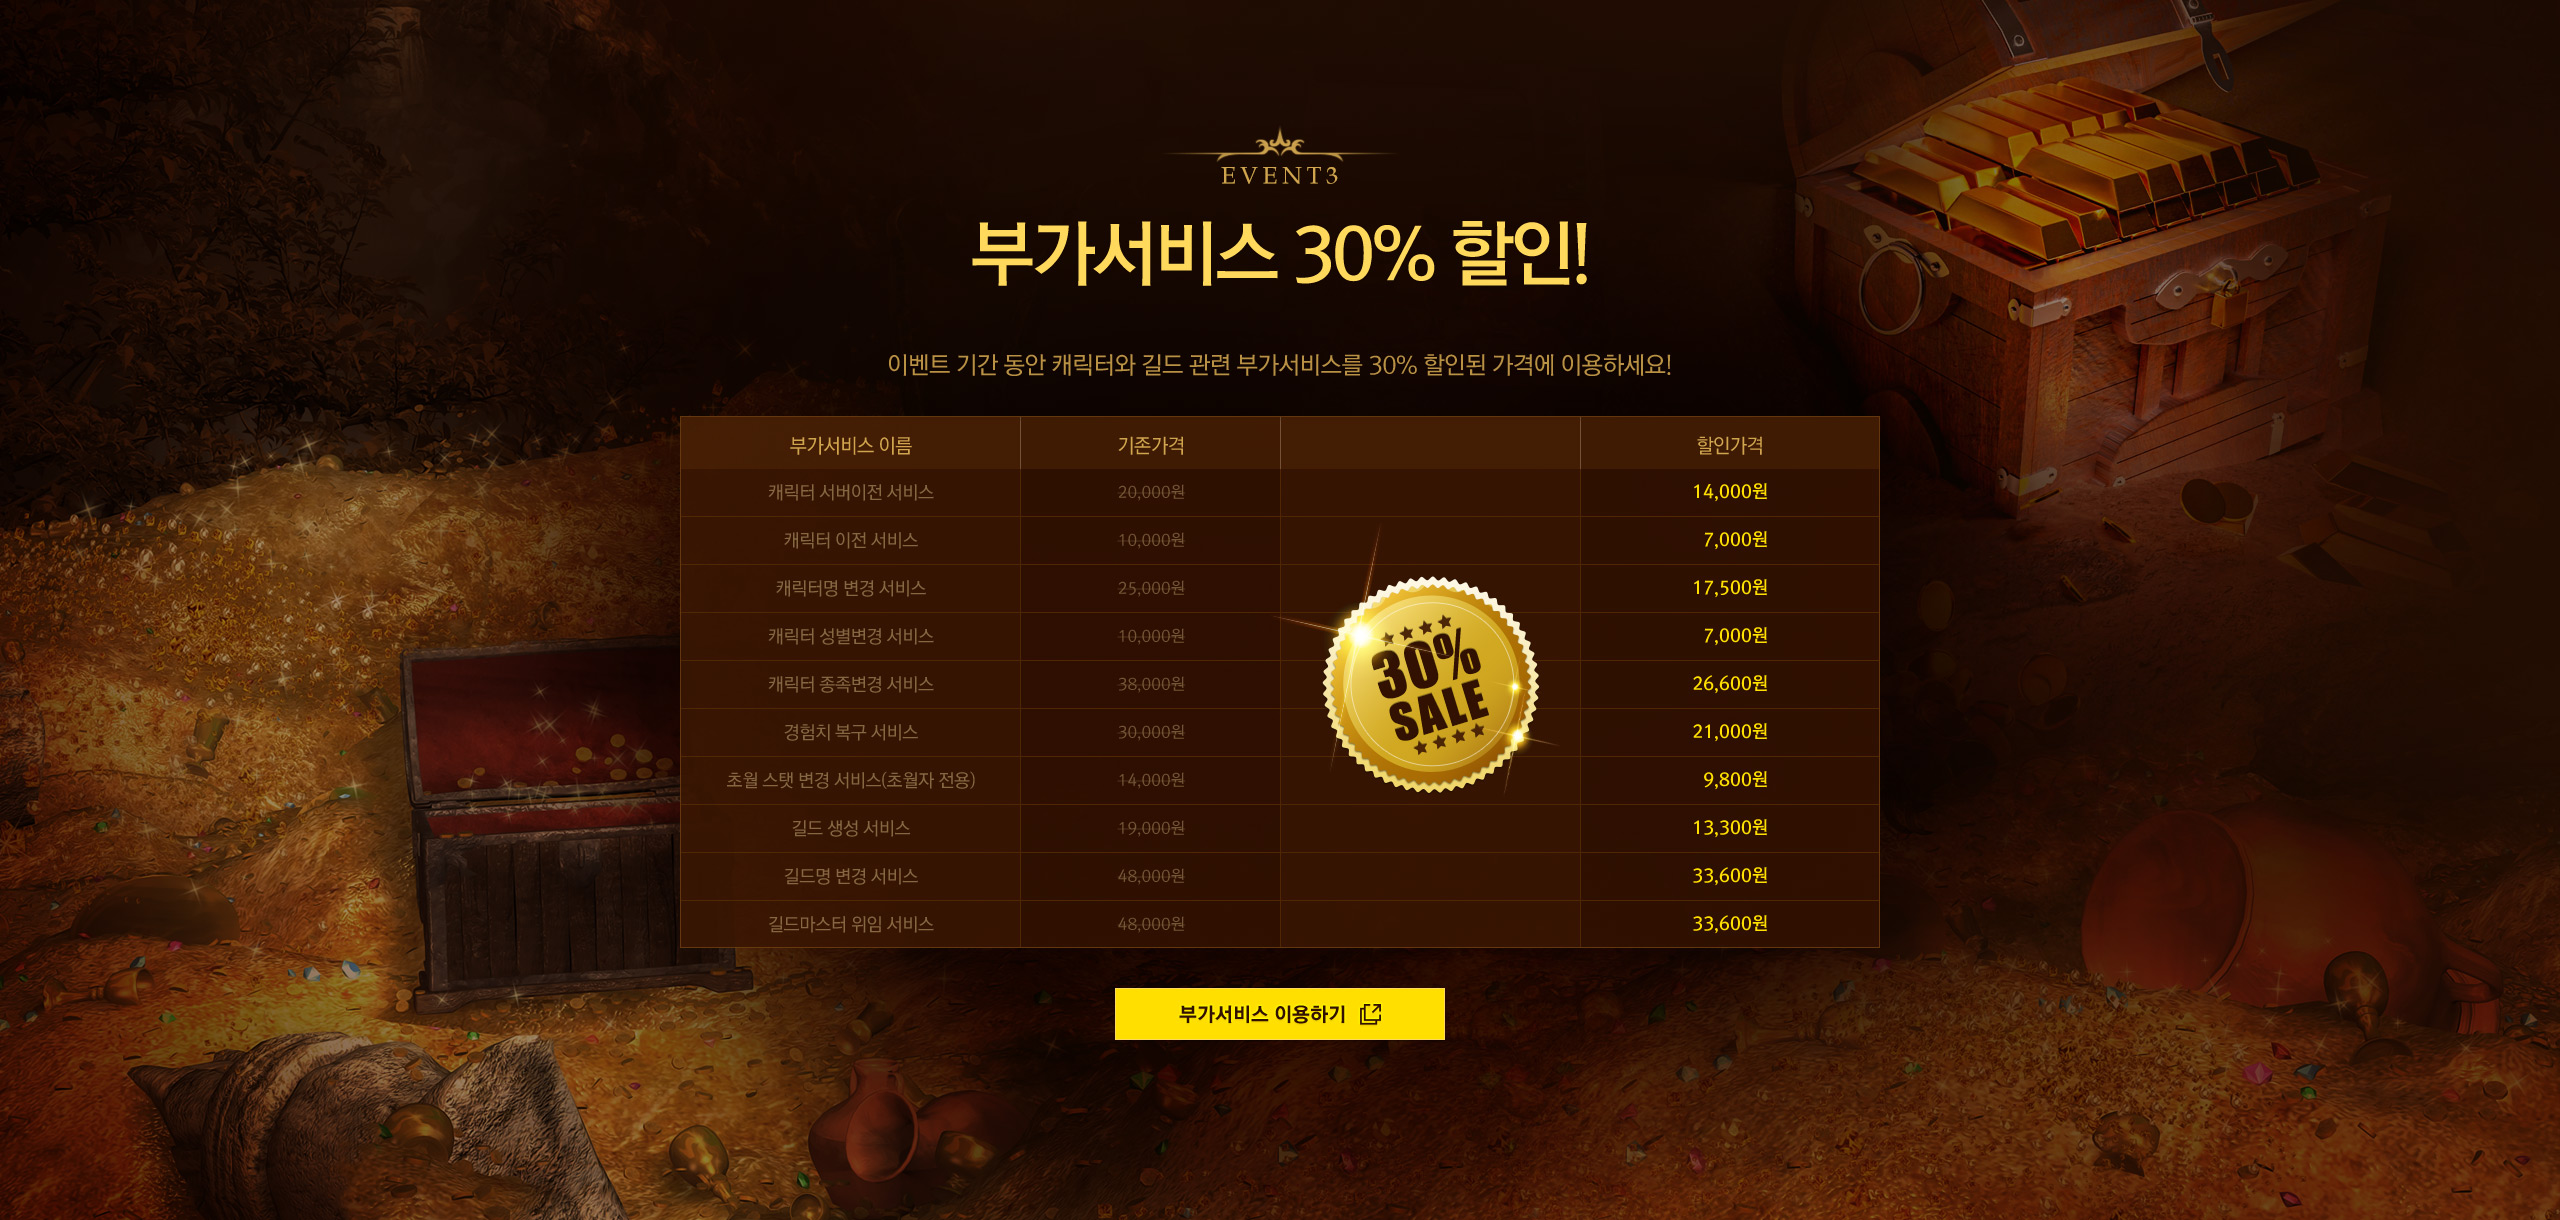 EVENT3
부가서비스 30% 할인!
이벤트 기간 동안 캐릭터와 길드 관련 부가서비스를 30% 할인된 가격에 이용하세요!
부가서비스 이름 기존가격 할인가격
캐릭터 서버이전 서비스 20,000원 14,000원
캐릭터 이전 서비스 10,000원 7,000원
캐릭터명 변경 서비스 25,000원 17,500원
캐릭터 성별변경 서비스 10,000원 7,000원
캐릭터 종족변경 서비스 38,000원 26,600원
경험치 복구 서비스 30,000원 21,000원
초월 스탯 변경 서비스(초월자 전용) 14,000원 9,800원
길드 생성 서비스 19,000원 13,300원
길드명 변경 서비스 48,000원 33,600원
길드마스터 위임 서비스 48,000원 33,600원
30%
SALE
부가서비스 이용하기